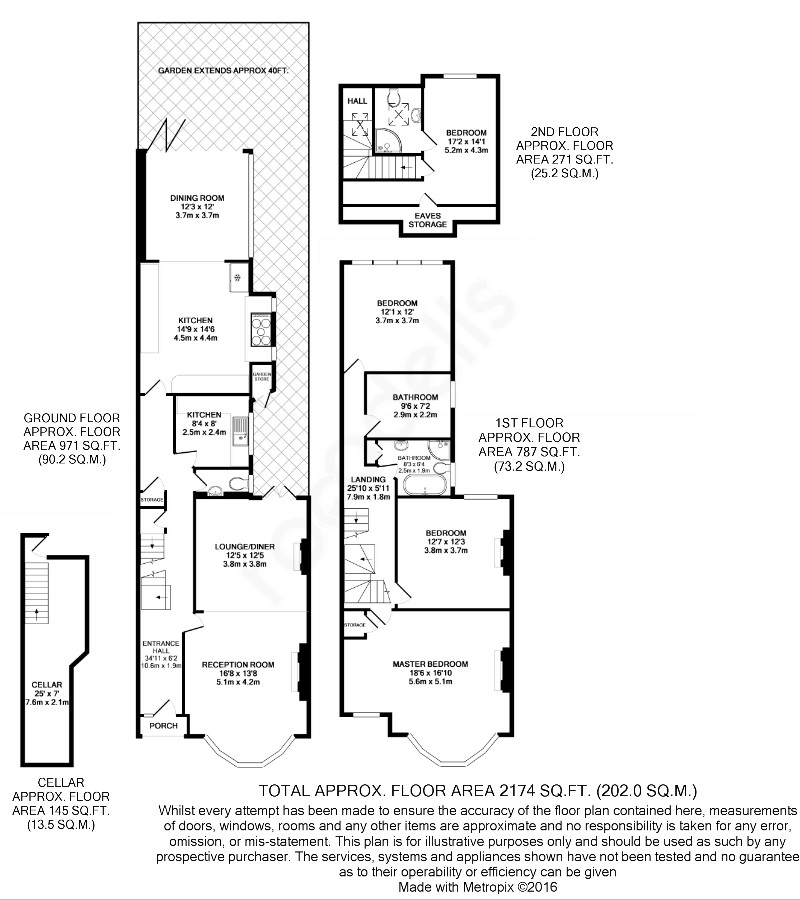 GARDEN EXTENDS APPROX 40FT.
DINING ROOM
12'3 x 12'
3.7m x 3.7m
KITCHEN
14'9 x 14'6
4.5m x 4.4m
GARDEN
STORE
KITCHEN
8'4 x 8'
2.5m x 2.4m
STORAGE
LOUNGE/DINER
12'5 x 12'5
3.8m x 3.8m
ENTRANCE
HALL
34'11 x 6'2
10.6m x 1.9m
RECEPTION ROOM
16'8 x 13'8
5.1m x 4.2m
PORCH
GROUND FLOOR
APPROX. FLOOR
AREA 971 SQ.FT.
(90.2 SQ.M.)
CELLAR
25' x 7'
7.6m x 2.1m
CELLAR
APPROX. FLOOR
AREA 145 SQ.FT.
(13.5 SQ.M.)
HALL
BEDROOM
17'2 x 14'1
5.2m x 4.3m
EAVES
STORAGE
2ND FLOOR
APPROX. FLOOR
AREA 271 SQ.FT.
(25.2 SQ.M.)
BEDROOM
12'1 x 12'
3.7m x 3.7m
BATHROOM
9'6 x 7'2
2.9m x 2.2m
BATHROOM
8'3 x 6'4
2.5m x 1.9m
LANDING
25'10 x 5'11
7.9m x 1.8m
BEDROOM
12'7 x 12'3
3.8m x 3.7m
STORAGE
MASTER BEDROOM
18'6 x 16'10
5.6m x 5.1m
1ST FLOOR
APPROX. FLOOR
AREA 787 SQ.FT.
(73.2 SQ.M.)
TOTAL APPROX. FLOOR AREA 2174 SQ.FT. (202.0 SQ.M.)
Whilst every attempt has been made to ensure the accuracy of the floor plan contained here, measurements
of doors, windows, rooms and any other items are approximate and no responsibility is taken for any error,
omission, or mis-statement. This plan is for illustrative purposes only and should be used as such by any
prospective purchaser. The services, systems and appliances shown have not been tested and no guarantee
as to their operability or efficiency can be given
Made with Metropix ©2016